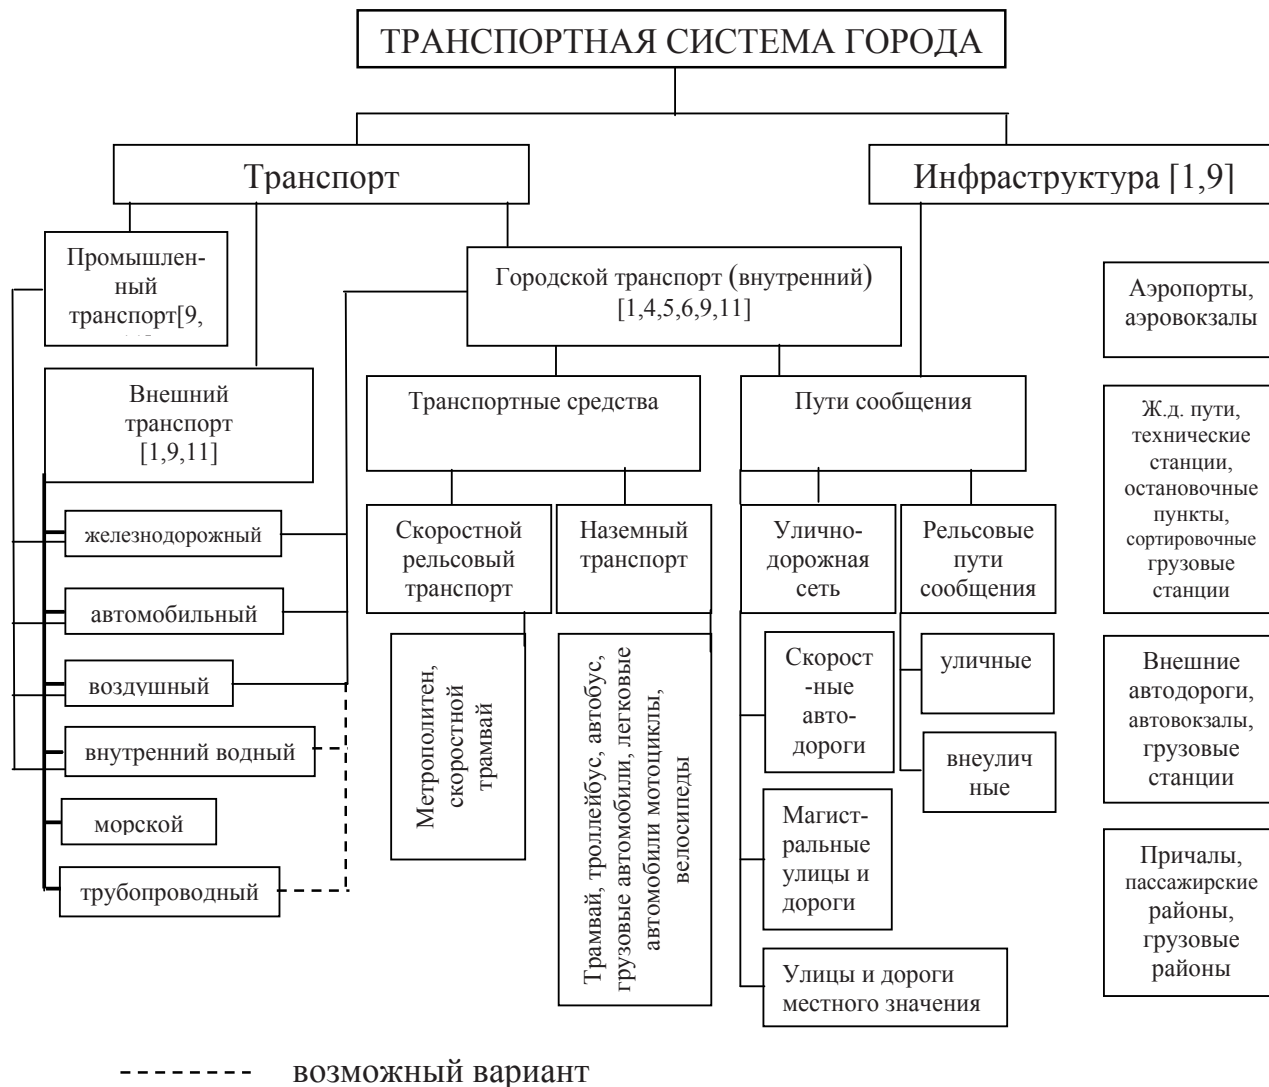 ТРАНСПОРТНАЯ СИСТЕМА ГОРОДА
Транспорт
Инфраструктура [1,9]
Промышлен-
ный
транспорт[9,
Городской транспорт (внутренний)
[1,4,5,6,9,11]
Аэропорты,
аэровокзалы
Внешний
транспорт
[1,9,11]
Транспортные средства
Пути сообщения
Ж.д. пути,
технические
станции,
остановочные
пункты,
сортировочные
грузовые
станции
железнодорожный
автомобильный
воздушный
внутренний водный
морской
трубопроводный
Скоростной
рельсовый
транспорт
Наземный
транспорт
Улично-
дорожная
сеть
Рельсовые
пути
сообщения
Метрополитен,
скоростной
трамвай
Трамвай, троллейбус, автобус,
грузовые автомобили, легковые
автомобили мотоциклы,
велосипеды
Скорост
-ные
авто-
дороги
уличные
внеулич
ные
Магист-
ральные
улицы и
дороги
Улицы и дороги
местного значения
Внешние
автодороги,
автовокзалы,
грузовые
станции
Причалы,
пассажирские
районы,
грузовые
районы
возможный вариант